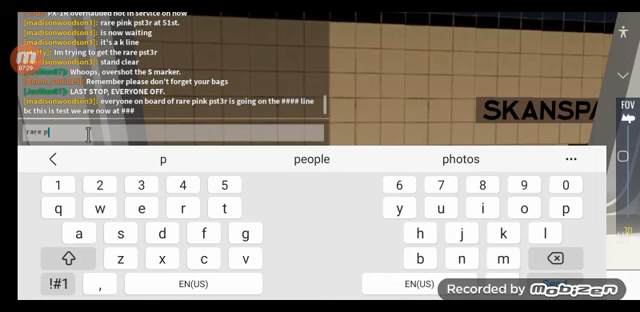 PX-1R overhauled not in service on now
[madisonwoodson3]: rare pink pst3r at 51st.
[madisonwoodson3]: is now waiting
[madisonwoodson3]: it's a k line
Im trying to get the rare pst3r
[madisonwoodson3]: stand clear
Whoops, overshot the S marker.
Remember please don't forget your bags
LAST STOP, EVERYONE OFF.
[madisonwoodson3]: everyone on board of rare pink pst3r is going on the #### line
bc this is test we are now at ###
07:29
rare p
SKANSPA
FOV
p people photos •••
1 2 3 4 5 6 7 8 9 0
q w e r t y u i o p
a s d f g h j k l
z x c v b n m
!#1 , EN(US) EN(US)
Recorded by MOBIZEN